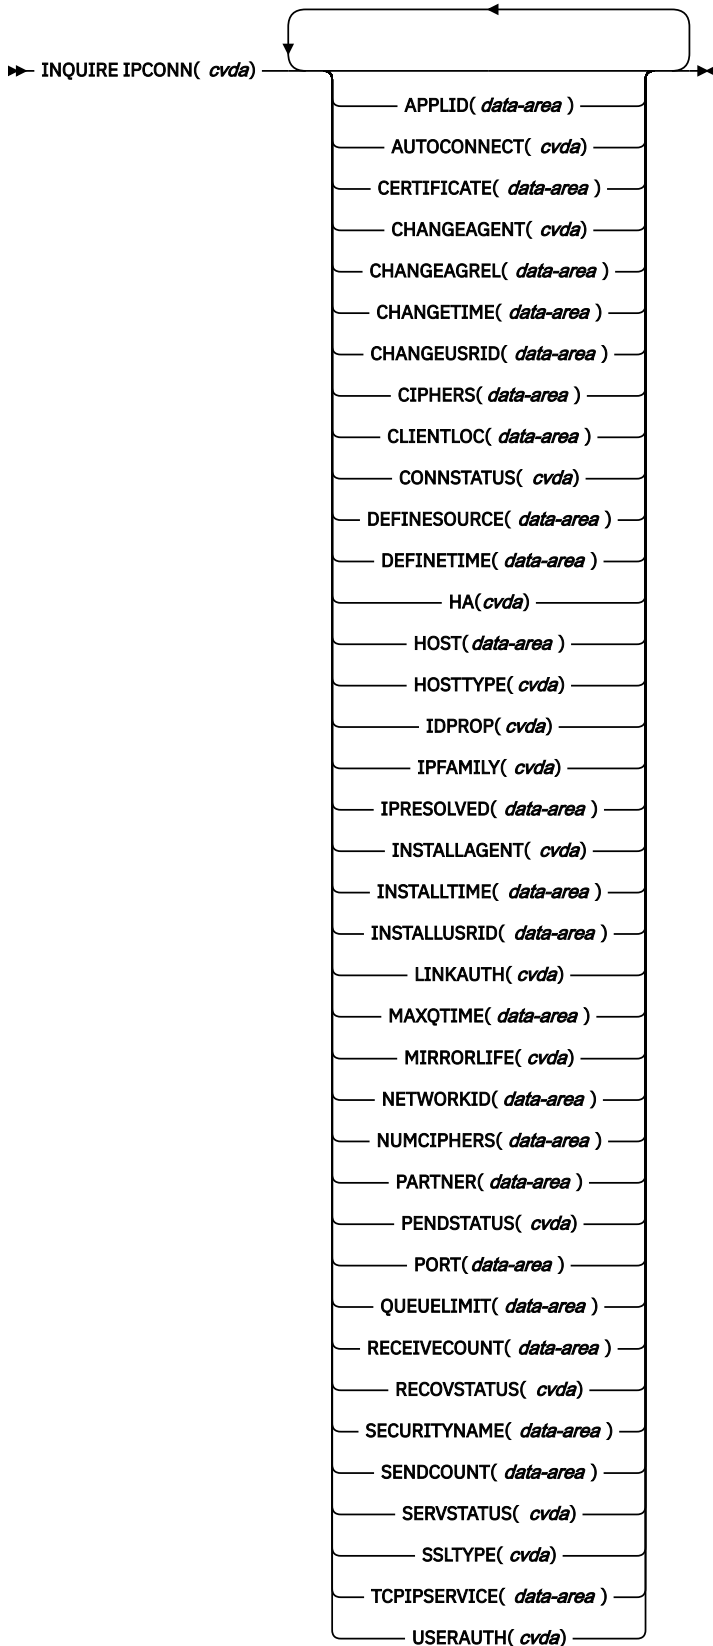 INQUIRE IPCONN( cvda)
APPLID( data-area )
AUTOCONNECT( cvda)
CERTIFICATE( data-area )
CHANGEAGENT( cvda)
CHANGEAGREL( data-area )
CHANGETIME( data-area )
CHANGEUSRID( data-area )
CIPHERS( data-area )
CLIENTLOC( data-area )
CONNSTATUS( cvda)
DEFINESOURCE( data-area )
DEFINETIME( data-area )
HA(cvda)
HOST(data-area )
HOSTTYPE(cvda)
IDPROP(cvda)
IPFAMILY( cvda)
IPRESOLVED( data-area )
INSTALLAGENT( cvda)
INSTALLTIME( data-area )
INSTALLUSRID( data-area )
LINKAUTH( cvda)
MAXQTIME( data-area )
MIRRORLIFE( cvda)
NETWORKID( data-area )
NUMCIPHERS( data-area )
PARTNER( data-area )
PENDSTATUS( cvda)
PORT(data-area )
QUEUELIMIT( data-area )
RECEIVECOUNT( data-area )
RECOVSTATUS( cvda)
SECURITYNAME( data-area )
SENDCOUNT( data-area )
SERVSTATUS( cvda)
SSLTYPE( cvda)
TCPIPSERVICE( data-area )
USERAUTH( cvda)